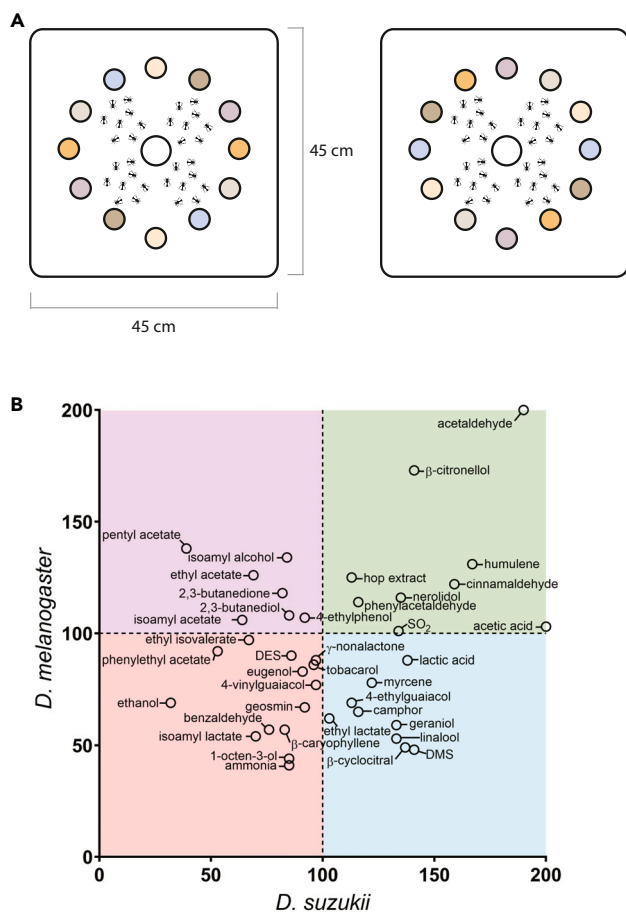 A
45 cm
45 cm
B
200
150
100
50
0
D. melanogaster
acetaldehyde
β-citronellol
pentyl acetate
isoamyl alcohol
humulene
ethyl acetate
hop extract
cinnamaldehyde
2,3-butanedione
nerolidol
phenylacetaldehyde
2,3-butanediol
4-ethylphenol
isoamyl acetate
SO2
acetic acid
ethyl isovalerate
γ-nonalactone
phenylethyl acetate
DES
lactic acid
eugenol
tobacarol
4-vinylguaiacol
myrcene
ethanol
geosmin
4-ethylguaiacol
camphor
benzaldehyde
ethyl lactate
geraniol
isoamyl lactate
β-caryophyllene
linalool
1-octen-3-ol
β-cyclocitral
DMS
ammonia
0
50
100
150
200
D. suzukii